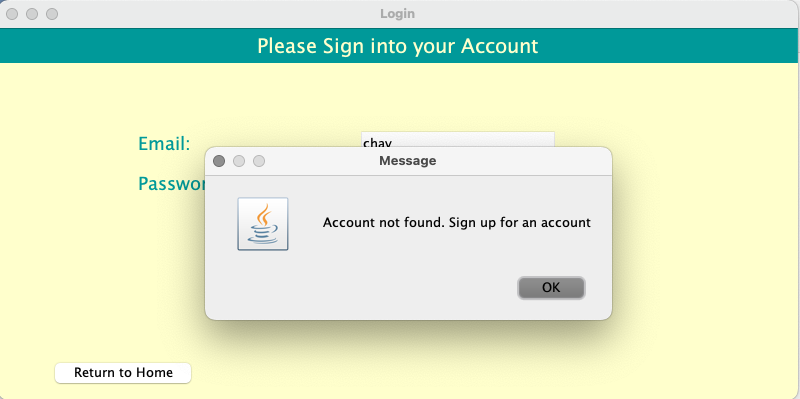 Login
Please Sign into your Account
Email:
chay
Message
Account not found. Sign up for an account
OK
Return to Home